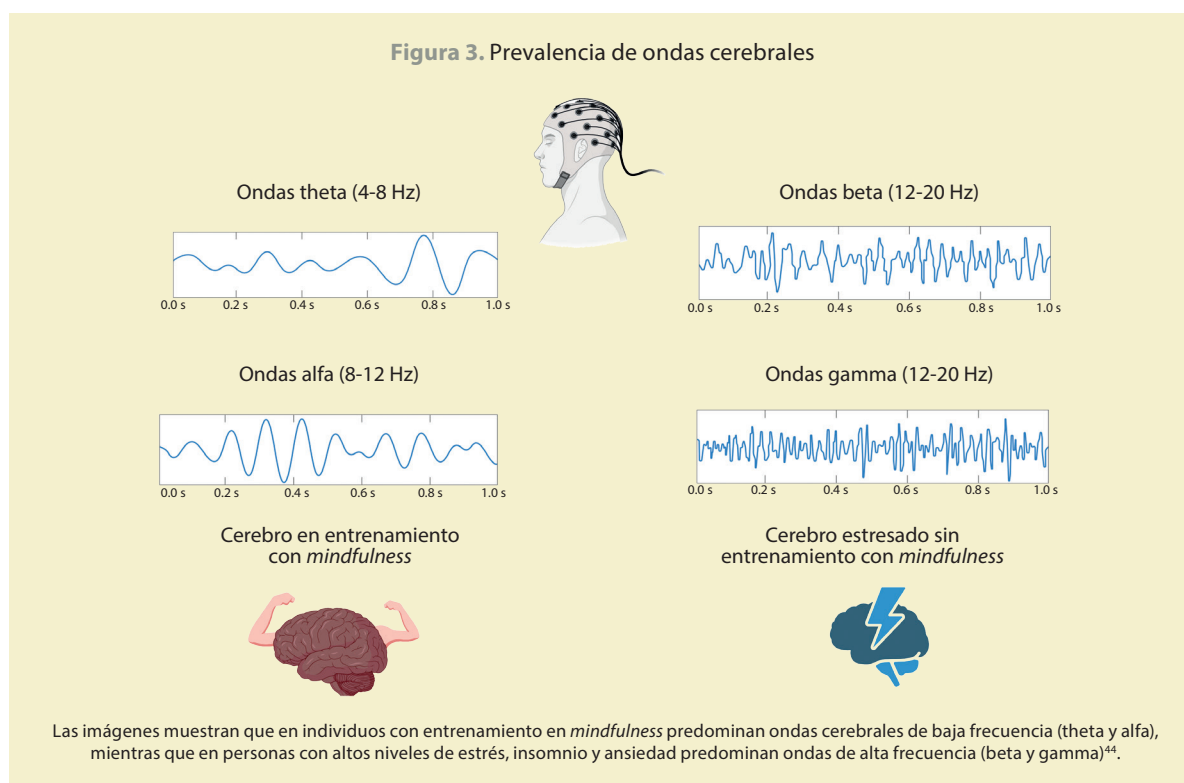 Figura 3. Prevalencia de ondas cerebrales
Ondas theta (4-8 Hz)
0.0 s 0.2 s 0.4 s 0.6 s 0.8 s 1.0 s
Ondas beta (12-20 Hz)
0.0 s 0.2 s 0.4 s 0.6 s 0.8 s 1.0 s
Ondas alfa (8-12 Hz)
0.0 s 0.2 s 0.4 s 0.6 s 0.8 s 1.0 s
Ondas gamma (12-20 Hz)
0.0 s 0.2 s 0.4 s 0.6 s 0.8 s 1.0 s
Cerebro en entrenamiento
con mindfulness
Cerebro estresado sin
entrenamiento con mindfulness
Las imágenes muestran que en individuos con entrenamiento en mindfulness predominan ondas cerebrales de baja frecuencia (theta y alfa),
mientras que en personas con altos niveles de estrés, insomnio y ansiedad predominan ondas de alta frecuencia (beta y gamma)⁴⁴.